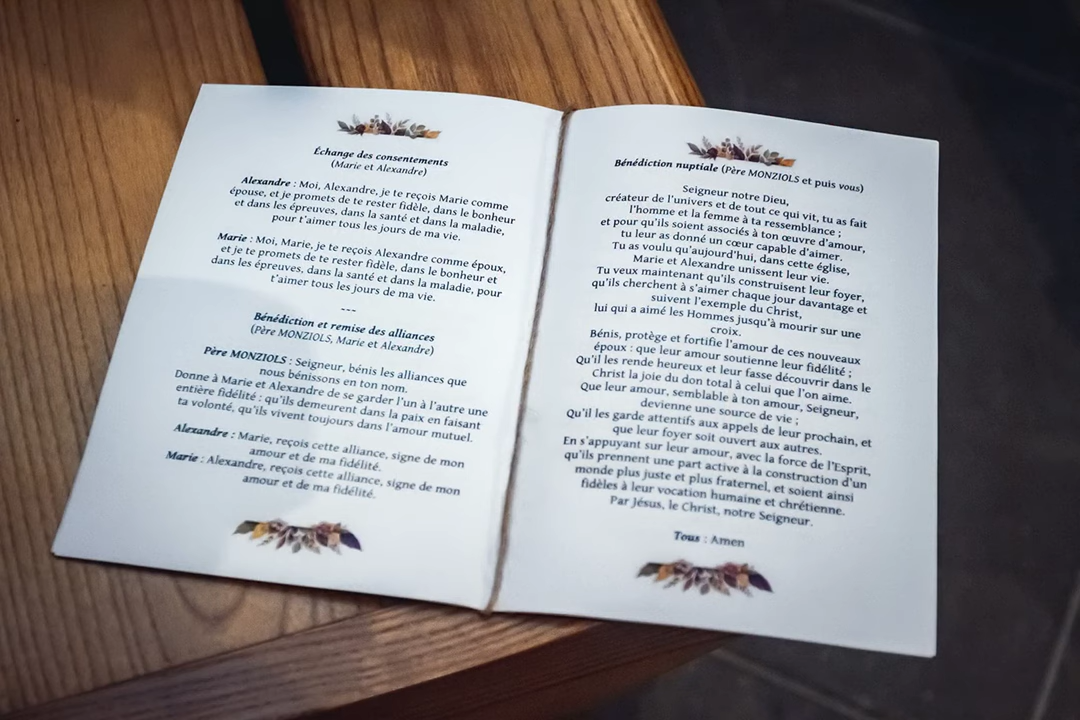 Échange des consentements
(Marie et Alexandre)
Alexandre : Moi, Alexandre, je te reçois Marie comme
épouse, et je promets de te rester fidèle, dans le bonheur
et dans les épreuves, dans la santé et dans la maladie,
pour t'aimer tous les jours de ma vie.
Marie : Moi, Marie, je te reçois Alexandre comme époux,
et je te promets de te rester fidèle, dans le bonheur et
dans les épreuves, dans la santé et dans la maladie, pour
t'aimer tous les jours de ma vie.
---
Bénédiction et remise des alliances
(Père MONZIOLS, Marie et Alexandre)
Père MONZIOLS : Seigneur, bénis les alliances que
nous bénissons en ton nom.
Donne à Marie et Alexandre de se garder l'un à l'autre une
entière fidélité : qu'ils demeurent dans la paix en faisant
ta volonté, qu'ils vivent toujours dans l'amour mutuel.
Alexandre : Marie, reçois cette alliance, signe de mon
amour et de ma fidélité.
Marie : Alexandre, reçois cette alliance, signe de mon
amour et de ma fidélité.
Bénédiction nuptiale (Père MONZIOLS et puis vous)
Seigneur notre Dieu,
créateur de l'univers et de tout ce qui vit, tu as fait
l'homme et la femme à ta ressemblance ;
et pour qu'ils soient associés à ton œuvre d'amour,
tu leur as donné un cœur capable d'aimer.
Tu as voulu qu'aujourd'hui, dans cette église,
Marie et Alexandre unissent leur vie.
Tu veux maintenant qu'ils construisent leur foyer,
qu'ils cherchent à s'aimer chaque jour davantage et
suivent l'exemple du Christ,
lui qui a aimé les Hommes jusqu'à mourir sur une
croix.
Bénis, protège et fortifie l'amour de ces nouveaux
époux : que leur amour soutienne leur fidélité ;
Qu'il les rende heureux et leur fasse découvrir dans le
Christ la joie du don total à celui que l'on aime.
Que leur amour, semblable à ton amour, Seigneur,
devienne une source de vie ;
Qu'il les garde attentifs aux appels de leur prochain, et
que leur foyer soit ouvert aux autres.
En s'appuyant sur leur amour, avec la force de l'Esprit,
qu'ils prennent une part active à la construction d'un
monde plus juste et plus fraternel, et soient ainsi
fidèles à leur vocation humaine et chrétienne.
Par Jésus, le Christ, notre Seigneur.
Tous : Amen